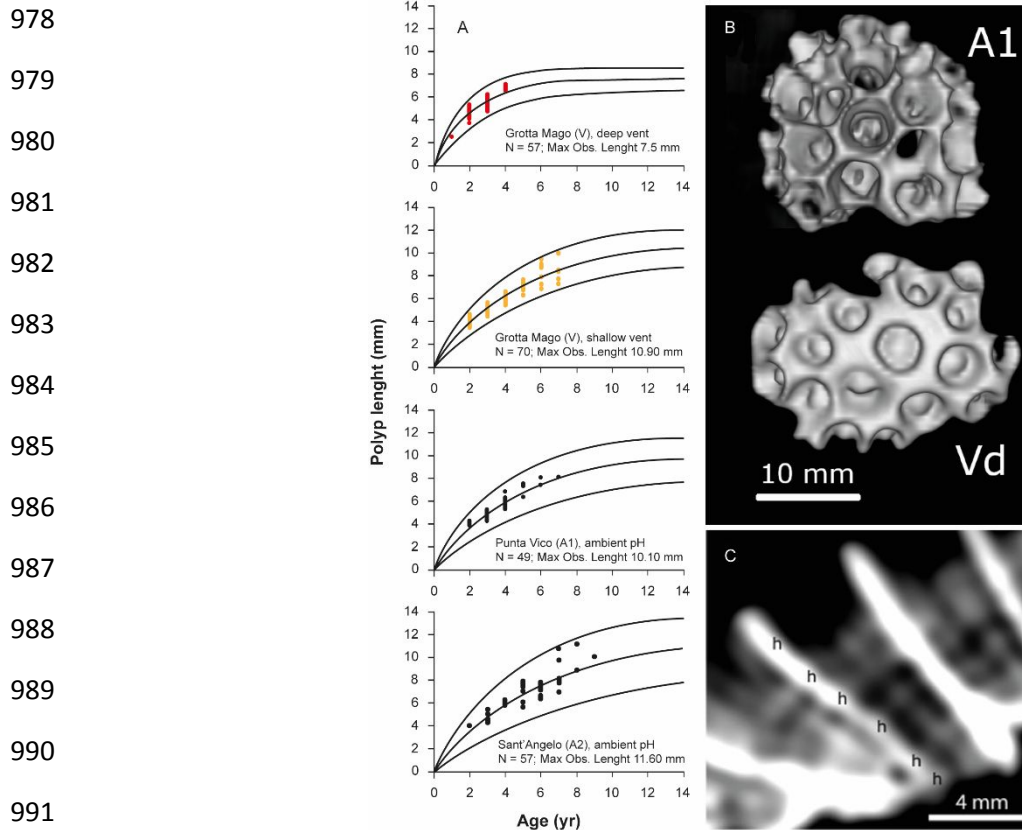 978
979
980
981
982
983
984
985
986
987
988
989
990
991
A
14
12
10
8
6
4
2
0
Grotta Mago (V), deep vent
N = 57; Max Obs. Lenght 7.5 mm
0 2 4 6 8 10 12 14
14
12
10
8
6
4
2
0
Grotta Mago (V), shallow vent
N = 70; Max Obs. Lenght 10.90 mm
0 2 4 6 8 10 12 14
14
12
10
8
6
4
2
0
Punta Vico (A1), ambient pH
N = 49; Max Obs. Lenght 10.10 mm
0 2 4 6 8 10 12 14
14
12
10
8
6
4
2
0
Sant'Angelo (A2), ambient pH
N = 57; Max Obs. Lenght 11.60 mm
0 2 4 6 8 10 12 14
Polyp lenght (mm)
Age (yr)
B
A1
10 mm
Vd
C
h
h
h
h
h
h
4 mm